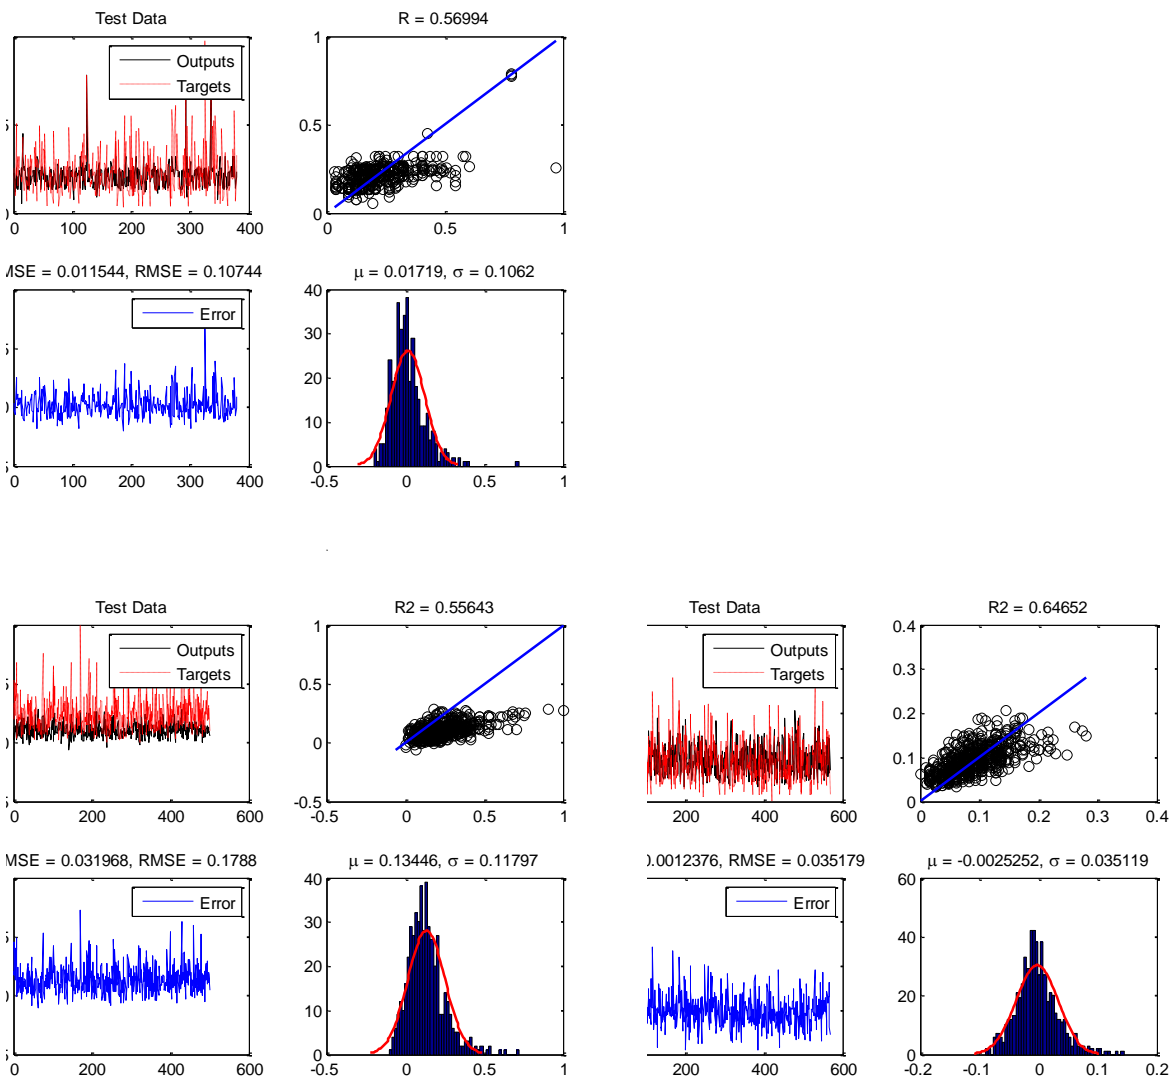 Test Data
Outputs
Targets
0 100 200 300 400
R = 0.56994
1
0.5
0
0 0.5 1
MSE = 0.011544, RMSE = 0.10744
Error
0 100 200 300 400
μ = 0.01719, σ = 0.1062
40
30
20
10
0
-0.5 0 0.5 1
Test Data
Outputs
Targets
0 200 400 600
R2 = 0.55643
1
0.5
0
-0.5
-0.5 0 0.5 1
Test Data
Outputs
Targets
200 400 600
R2 = 0.64652
0.4
0.3
0.2
0.1
0
0 0.1 0.2 0.3 0.4
MSE = 0.031968, RMSE = 0.1788
Error
0 200 400 600
μ = 0.13446, σ = 0.11797
40
30
20
10
0
-0.5 0 0.5 1
0.0012376, RMSE = 0.035179
Error
200 400 600
μ = -0.0025252, σ = 0.035119
60
40
20
0
-0.2 -0.1 0 0.1 0.2